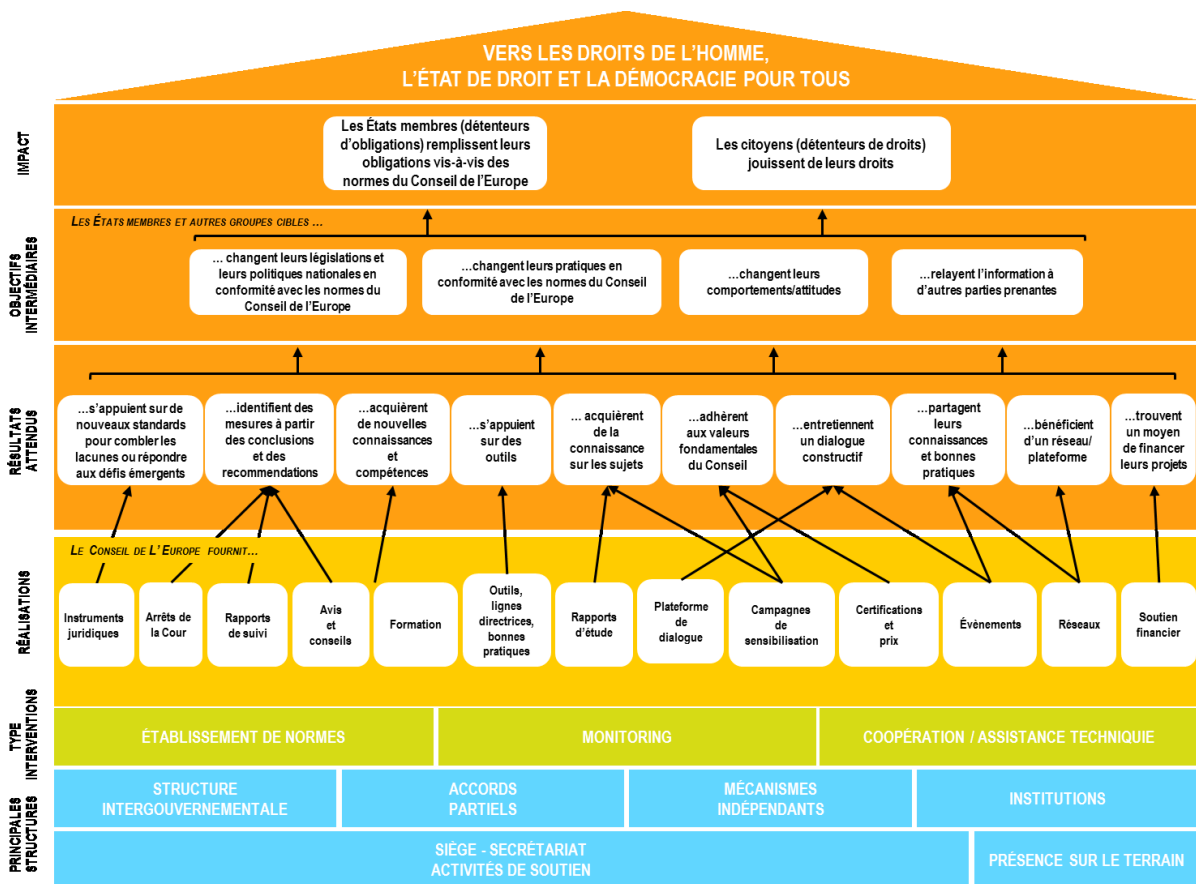 VERS LES DROITS DE L'HOMME,
L'ÉTAT DE DROIT ET LA DÉMOCRACIE POUR TOUS
IMPACT
Les États membres (détenteurs
d'obligations) remplissent leurs
obligations vis-à-vis des
normes du Conseil de l'Europe
Les citoyens (détenteurs de droits)
jouissent de leurs droits
OBJECTIFS
INTERMÉDIAIRES
LES ÉTATS MEMBRES ET AUTRES GROUPES CIBLES ...
... changent leurs législations et
leurs politiques nationales en
conformité avec les normes du
Conseil de l'Europe
...changent leurs pratiques en
conformité avec les normes du Conseil
de l'Europe
...changent leurs
comportements/attitudes
...relayent l'information à
d'autres parties prenantes
RÉSULTATS
ATTENDUS
...s'appuient sur de
nouveaux standards
pour combler les
lacunes ou répondre
aux défis émergents
...identifient des
mesures à partir
des conclusions
et des
recommendations
...acquièrent
de nouvelles
connaissances
et
compétences
...s'appuient
sur des
outils
... acquièrent
de la
connaissance
sur les sujets
...adhèrent
aux valeurs
fondamentales
du Conseil
...entretiennent
un dialogue
constructif
...partagent
leurs
connaissances
et bonnes
pratiques
...bénéficient
d'un réseau/
plateforme
...trouvent
un moyen
de financer
leurs projets
RÉALISATIONS
LE CONSEIL DE L'EUROPE FOURNIT...
Instruments
juridiques
Arrêts de
la Cour
Rapports
de suivi
Avis
et
conseils
Formation
Outils,
lignes
directrices,
bonnes
pratiques
Rapports
d'étude
Plateforme
de
dialogue
Campagnes
de
sensibilisation
Certifications
et
prix
Évènements
Réseaux
Soutien
financier
TYPE
INTERVENTIONS
ÉTABLISSEMENT DE NORMES
MONITORING
COOPÉRATION / ASSISTANCE TECHNIQUIE
PRINCIPALES
STRUCTURES
STRUCTURE
INTERGOUVERNEMENTALE
ACCORDS
PARTIELS
MÉCANISMES
INDÉPENDANTS
INSTITUTIONS
SIÈGE - SECRÉTARIAT
ACTIVITÉS DE SOUTIEN
PRÉSENCE SUR LE TERRAIN